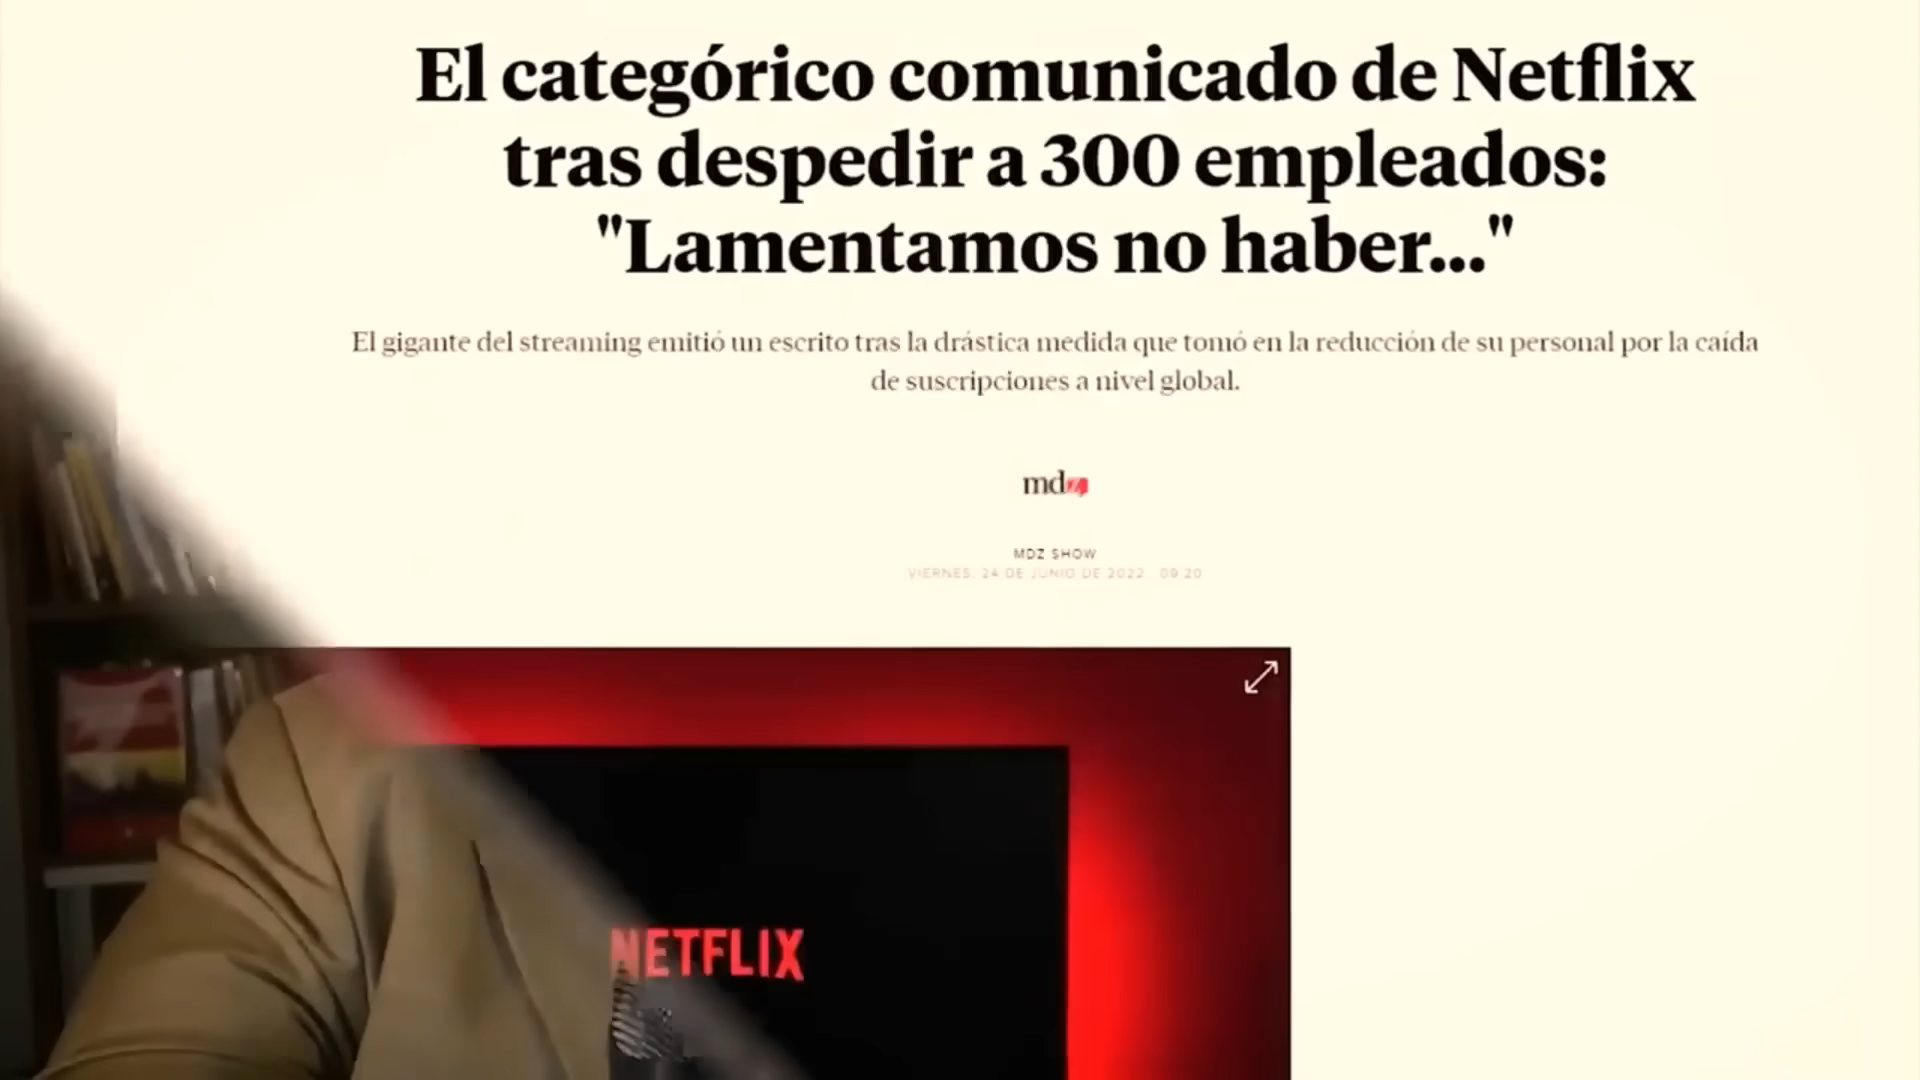 El categórico comunicado de Netflix
tras despedir a 300 empleados:
"Lamentamos no haber..."
El gigante del streaming emitió un escrito tras la drástica medida que tomó en la reducción de su personal por la caída
de suscripciones a nivel global.
mdz
MDZ SHOW
VIERNES, 24 DE JUNIO DE 2022 · 09:20
NETFLIX